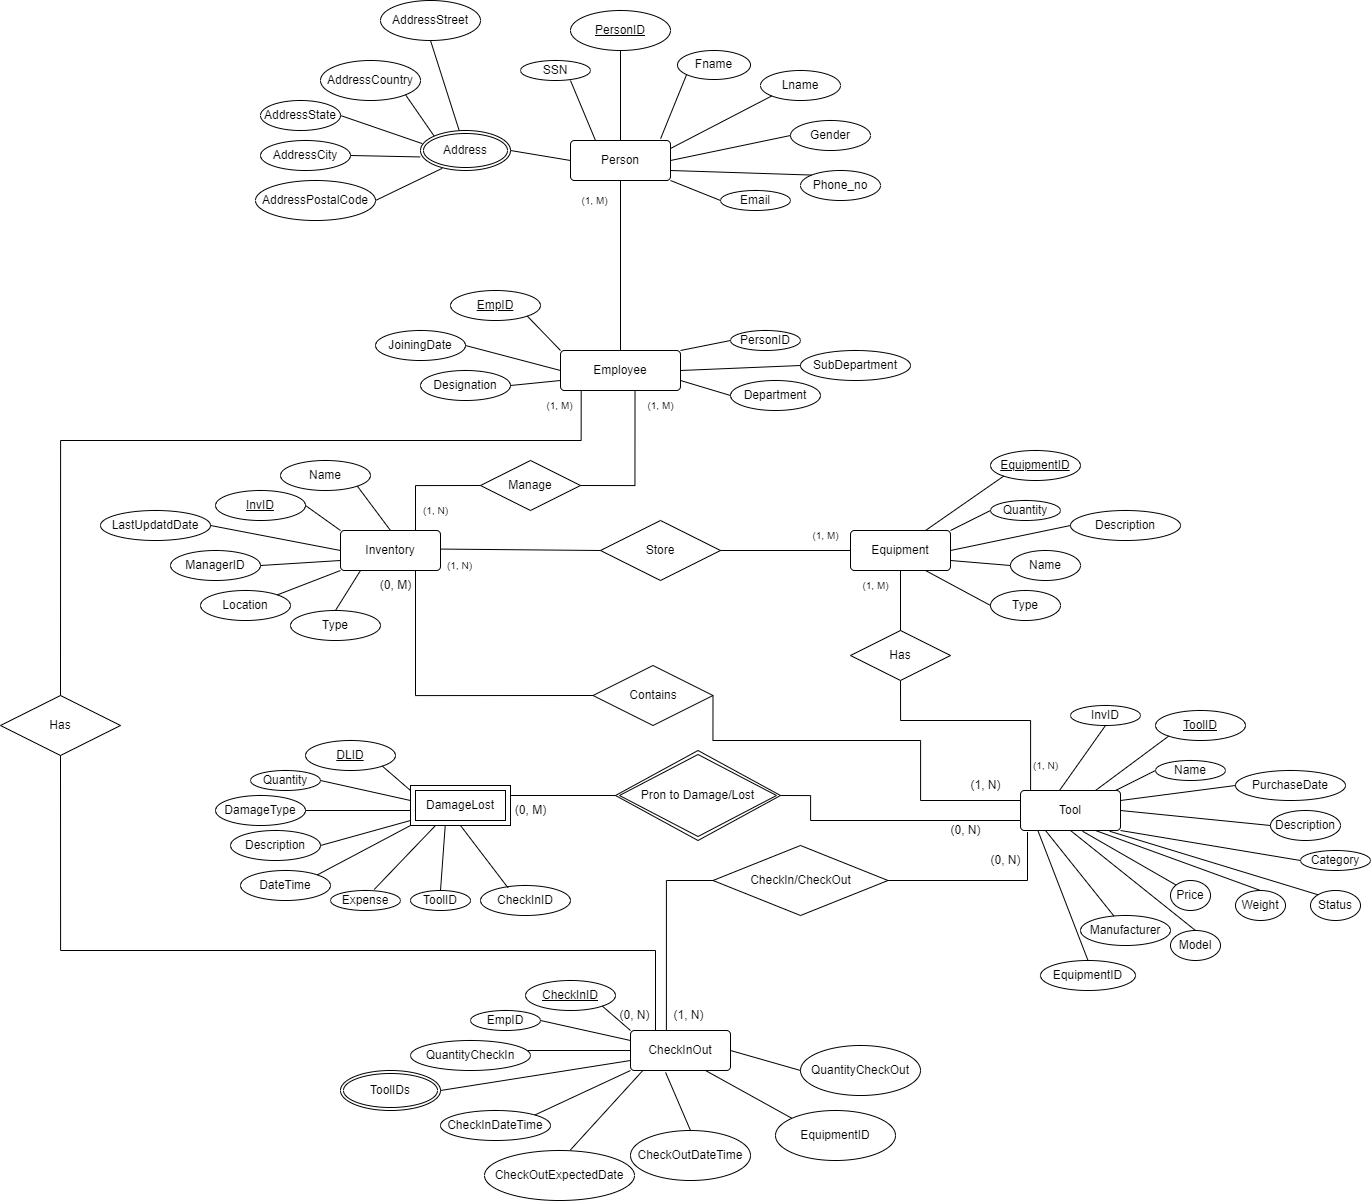 AddressStreet
PersonID
SSN
Fname
AddressCountry
Lname
AddressState
Gender
Address
AddressCity
Person
Phone_no
AddressPostalCode
Email
(1, M)
EmpID
PersonID
JoiningDate
SubDepartment
Employee
Designation
Department
(1, M)
(1, M)
EquipmentID
Name
Manage
InvID
Quantity
(1, N)
LastUpdatdDate
Description
(1, M)
Inventory
Store
Equipment
ManagerID
(1, N)
Name
(0, M)
(1, M)
Location
Type
Type
Has
Contains
InvID
ToolID
Has
DLID
(1, N)
Name
Quantity
(1, N)
PurchaseDate
Pron to Damage/Lost
DamageLost
(0, M)
DamageType
Tool
Description
(0, N)
Description
(0, N)
Category
DateTime
CheckIn/CheckOut
Expense
ToolID
CheckInID
Price
Weight
Status
Manufacturer
Model
EquipmentID
CheckInID
(0, N)
(1, N)
EmpID
QuantityCheckIn
CheckInOut
QuantityCheckOut
ToolIDs
CheckInDateTime
EquipmentID
CheckOutDateTime
CheckOutExpectedDate